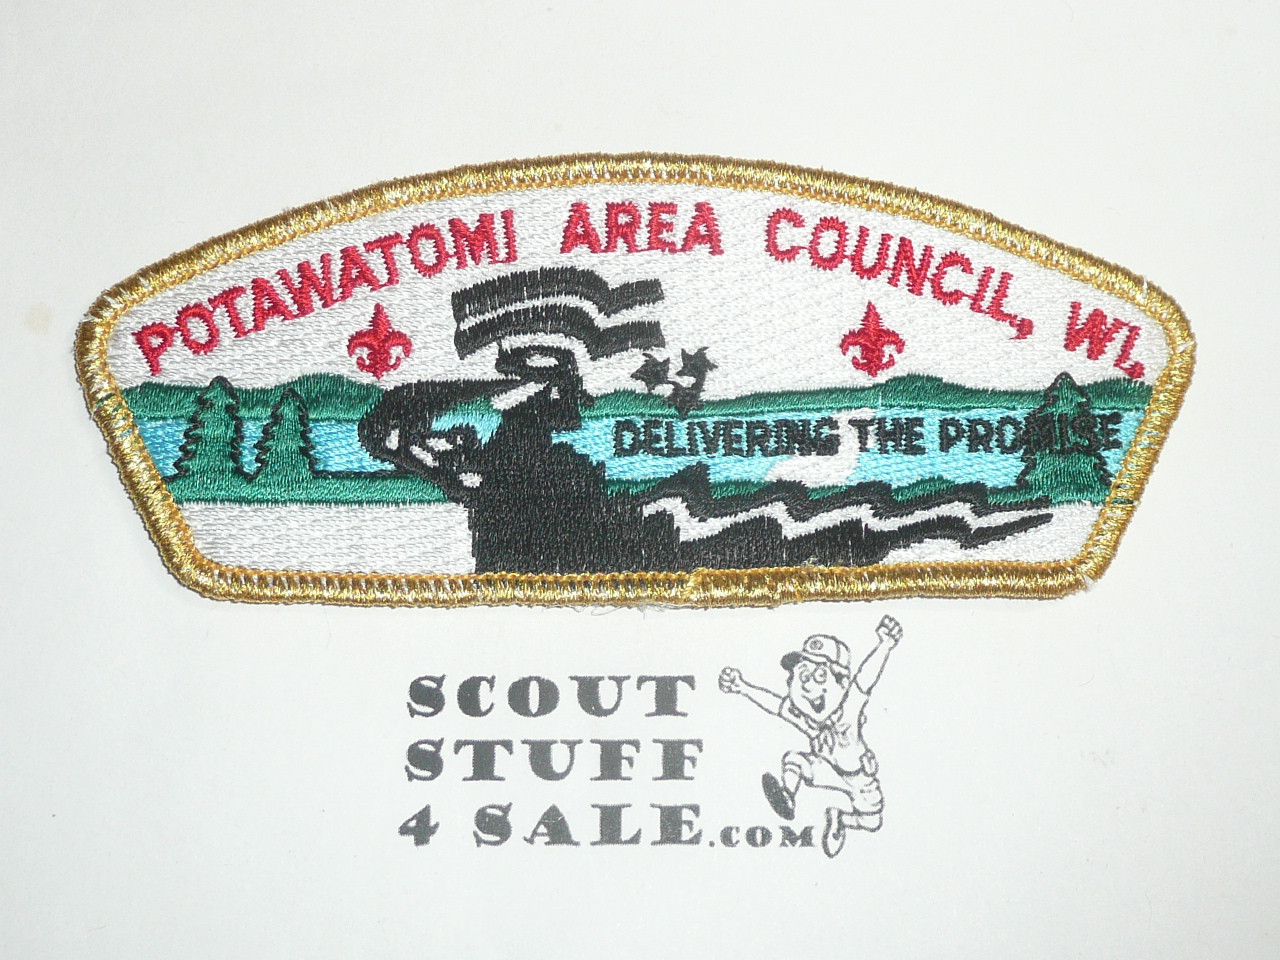 POTAWATOMI AREA COUNCIL, WI.
DELIVERING THE PROMISE
SCOUT
STUFF
4 SALE.COM